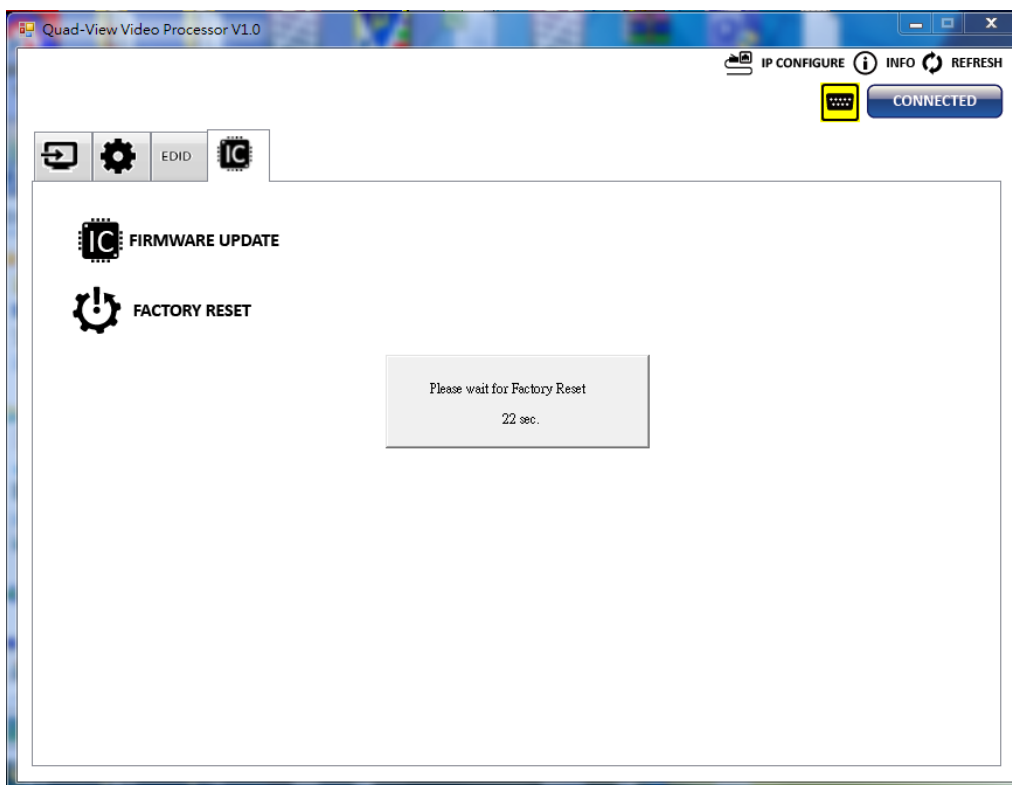 Quad-View Video Processor V1.0
IP CONFIGURE INFO REFRESH
CONNECTED
EDID IC
IC FIRMWARE UPDATE
FACTORY RESET
Please wait for Factory Reset
22 sec.